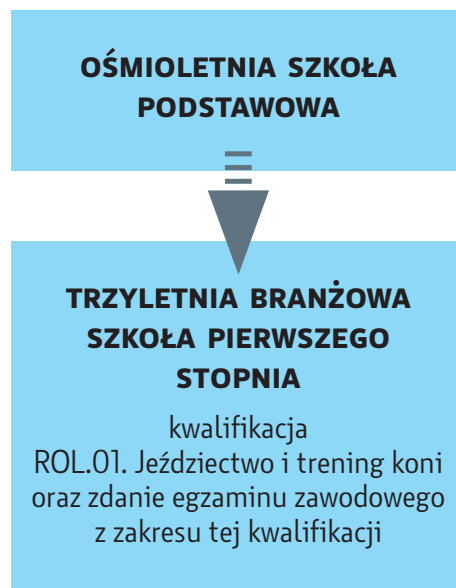 OŚMIOLETNIA SZKOŁA
PODSTAWOWA
TRZYLETNIA BRANŻOWA
SZKOŁA PIERWSZEGO
STOPNIA
kwalifikacja
ROL.01. Jeździectwo i trening koni
oraz zdanie egzaminu zawodowego
z zakresu tej kwalifikacji